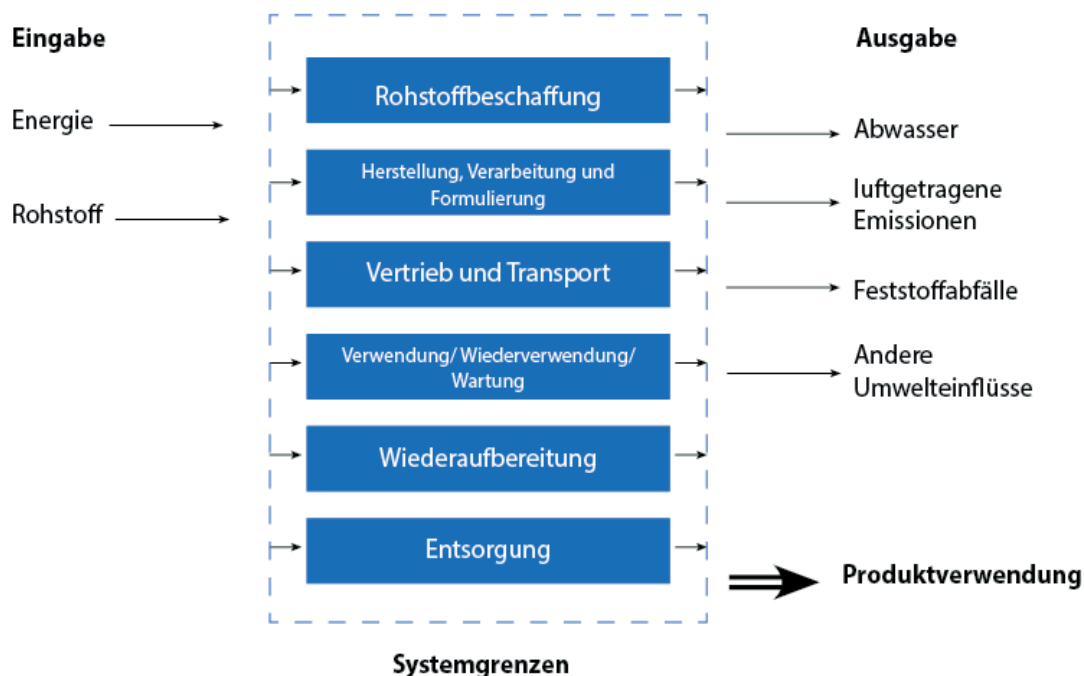 Eingabe
Energie
Rohstoff
Rohstoffbeschaffung
Herstellung, Verarbeitung und
Formulierung
Vertrieb und Transport
Verwendung/ Wiederverwendung/
Wartung
Wiederaufbereitung
Entsorgung
Systemgrenzen
Ausgabe
Abwasser
luftgetragene
Emissionen
Feststoffabfälle
Andere
Umwelteinflüsse
Produktverwendung